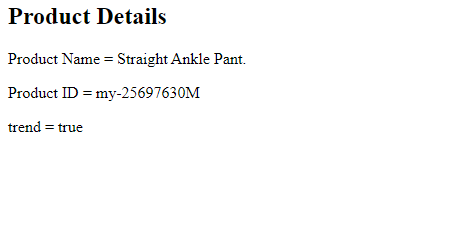 Product Details
Product Name = Straight Ankle Pant.
Product ID = my-25697630M
trend = true